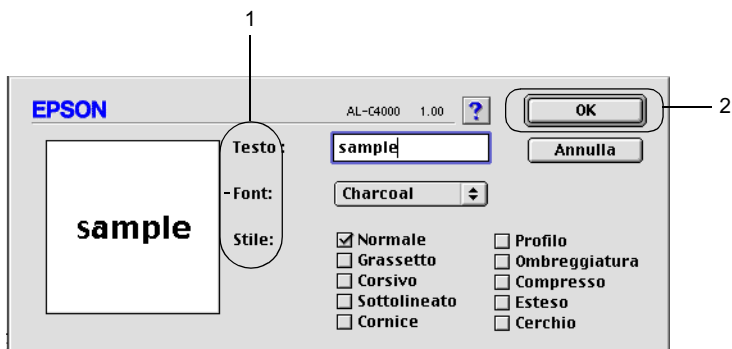 1
EPSON AL-C4000 1.00 ? OK 2
Testo : sample Annulla
Font: Charcoal
sample
Stile: Normale Profilo
Grassetto Ombreggiatura
Corsivo Compresso
Sottolineato Esteso
Cornice Cerchio